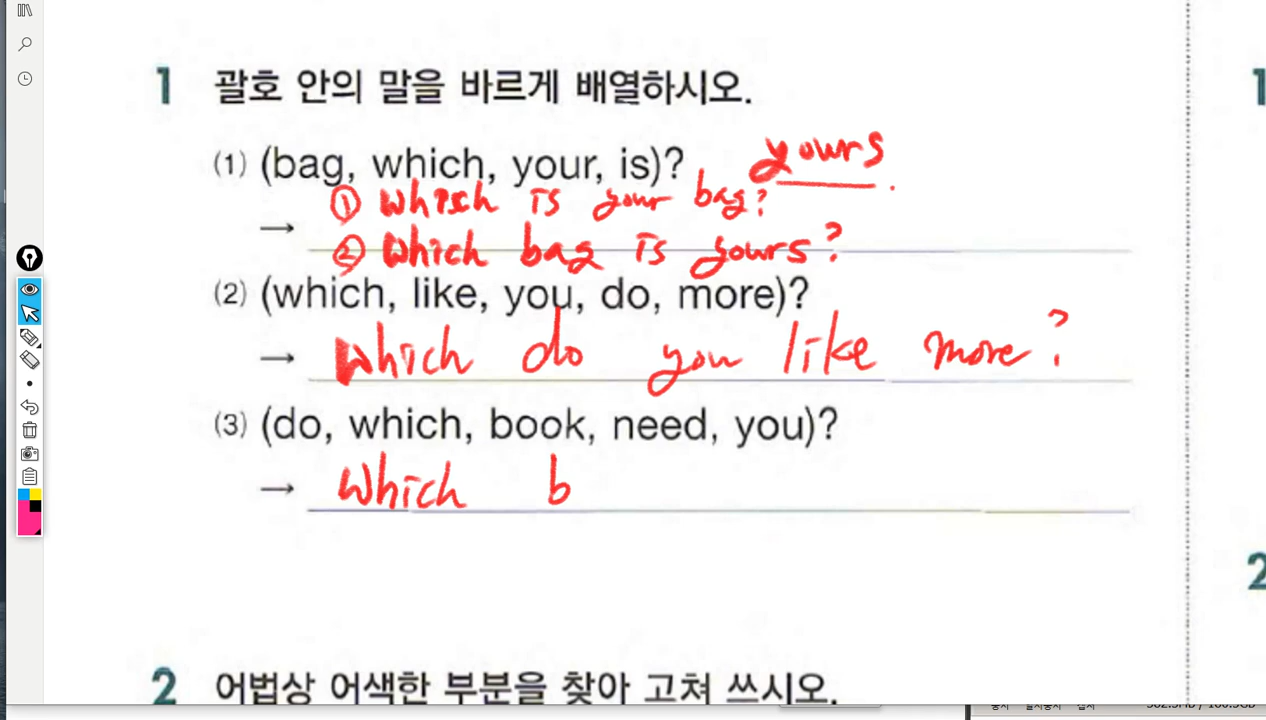 1 괄호 안의 말을 바르게 배열하시오.
1
(1) (bag, which, your, is)? yours.
① Which is your bag?
→
② Which bag is yours?
(2) (which, like, you, do, more)?
→ Which do you like more?
(3) (do, which, book, need, you)?
→ Which b
2
2 어법상 어색한 부분을 찾아 고쳐 쓰시오.